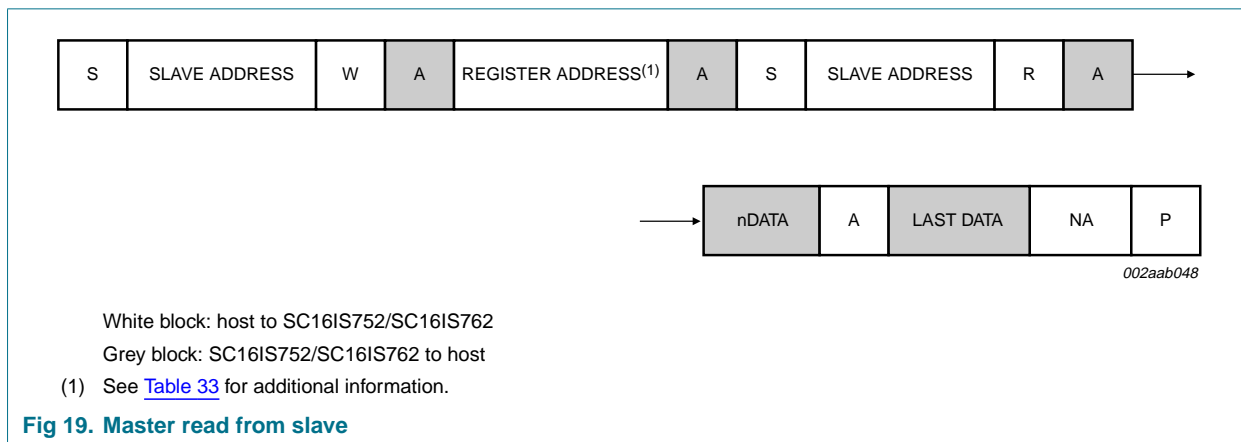 S SLAVE ADDRESS W A REGISTER ADDRESS(1) A S SLAVE ADDRESS R A
nDATA A LAST DATA NA P
002aab048
White block: host to SC16IS752/SC16IS762
Grey block: SC16IS752/SC16IS762 to host
(1) See Table 33 for additional information.
Fig 19. Master read from slave